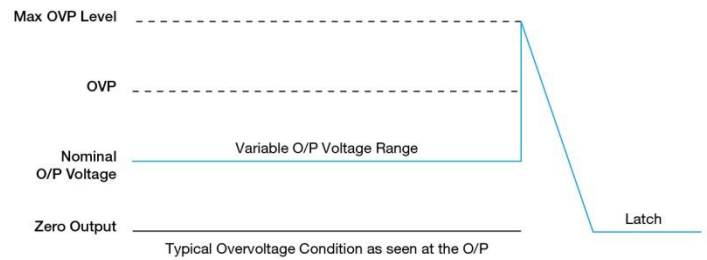 Max OVP Level
OVP
Variable O/P Voltage Range
Nominal
O/P Voltage
Zero Output
Latch
Typical Overvoltage Condition as seen at the O/P